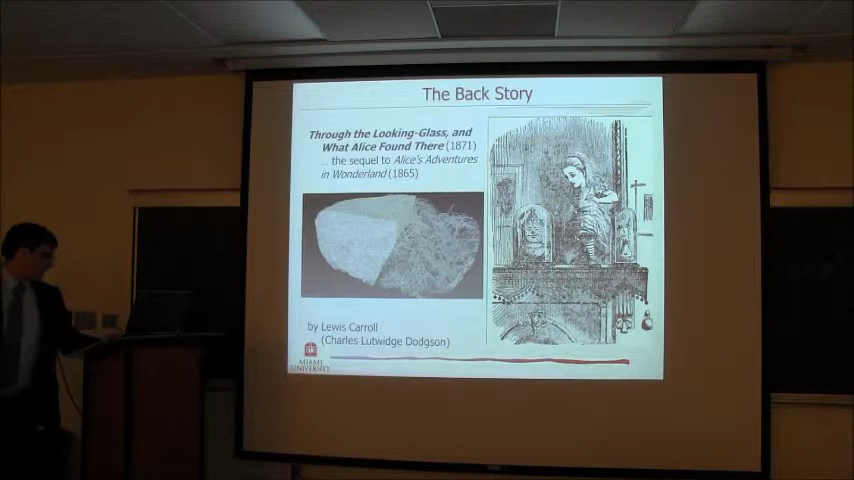 The Back Story
Through the Looking-Glass, and
What Alice Found There (1871)
... the sequel to Alice's Adventures
in Wonderland (1865)
by Lewis Carroll
(Charles Lutwidge Dodgson)
MIAMI
UNIVERSITY